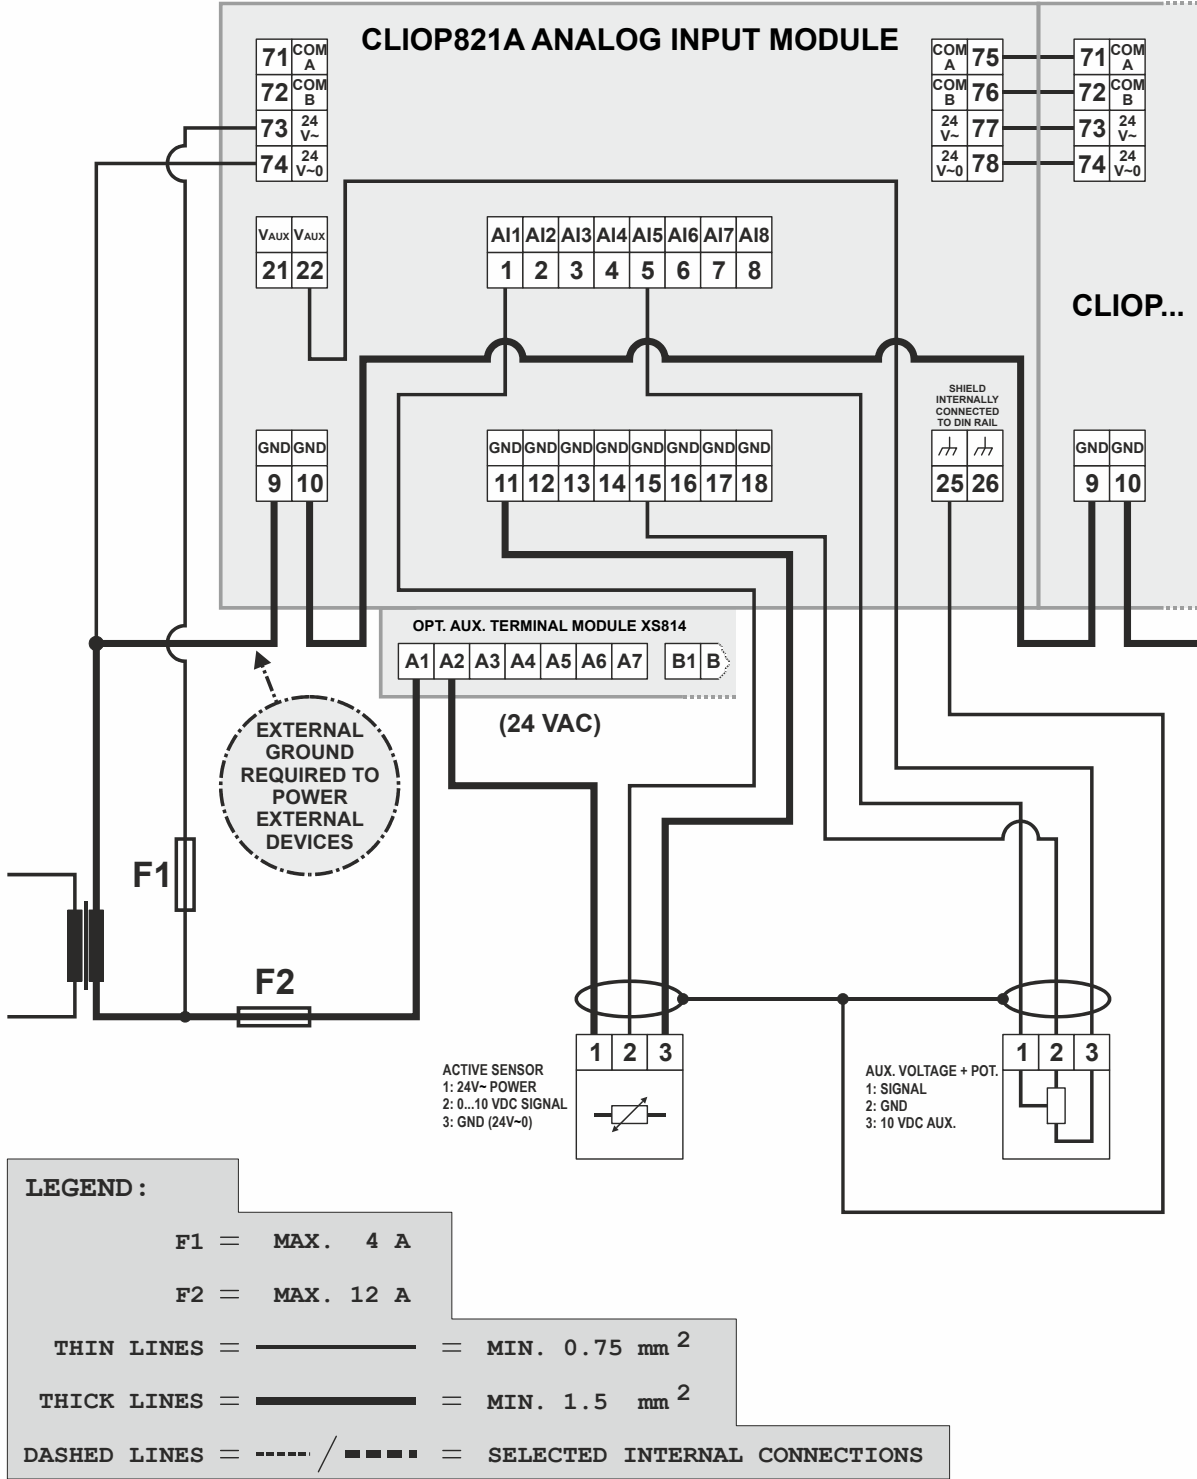 CLIOP821A ANALOG INPUT MODULE
71 COM A
72 COM B
73 24 V~
74 24 V~0
COM A 75
COM B 76
24 V~ 77
24 V~0 78
71 COM A
72 COM B
73 24 V~
74 24 V~0
VAUX VAUX
21 22
AI1 AI2 AI3 AI4 AI5 AI6 AI7 AI8
1 2 3 4 5 6 7 8
CLIOP...
SHIELD
INTERNALLY
CONNECTED
TO DIN RAIL
25 26
GND GND
9 10
GND GND GND GND GND GND GND GND
11 12 13 14 15 16 17 18
GND GND
9 10
OPT. AUX. TERMINAL MODULE XS814
A1 A2 A3 A4 A5 A6 A7 B1 B
(24 VAC)
EXTERNAL
GROUND
REQUIRED TO
POWER
EXTERNAL
DEVICES
F1
F2
1 2 3
ACTIVE SENSOR
1: 24V~ POWER
2: 0...10 VDC SIGNAL
3: GND (24V~0)
1 2 3
AUX. VOLTAGE + POT.
1: SIGNAL
2: GND
3: 10 VDC AUX.
LEGEND:
F1 = MAX. 4 A
F2 = MAX. 12 A
THIN LINES = = MIN. 0.75 mm 2
THICK LINES = = MIN. 1.5 mm 2
DASHED LINES = / = SELECTED INTERNAL CONNECTIONS